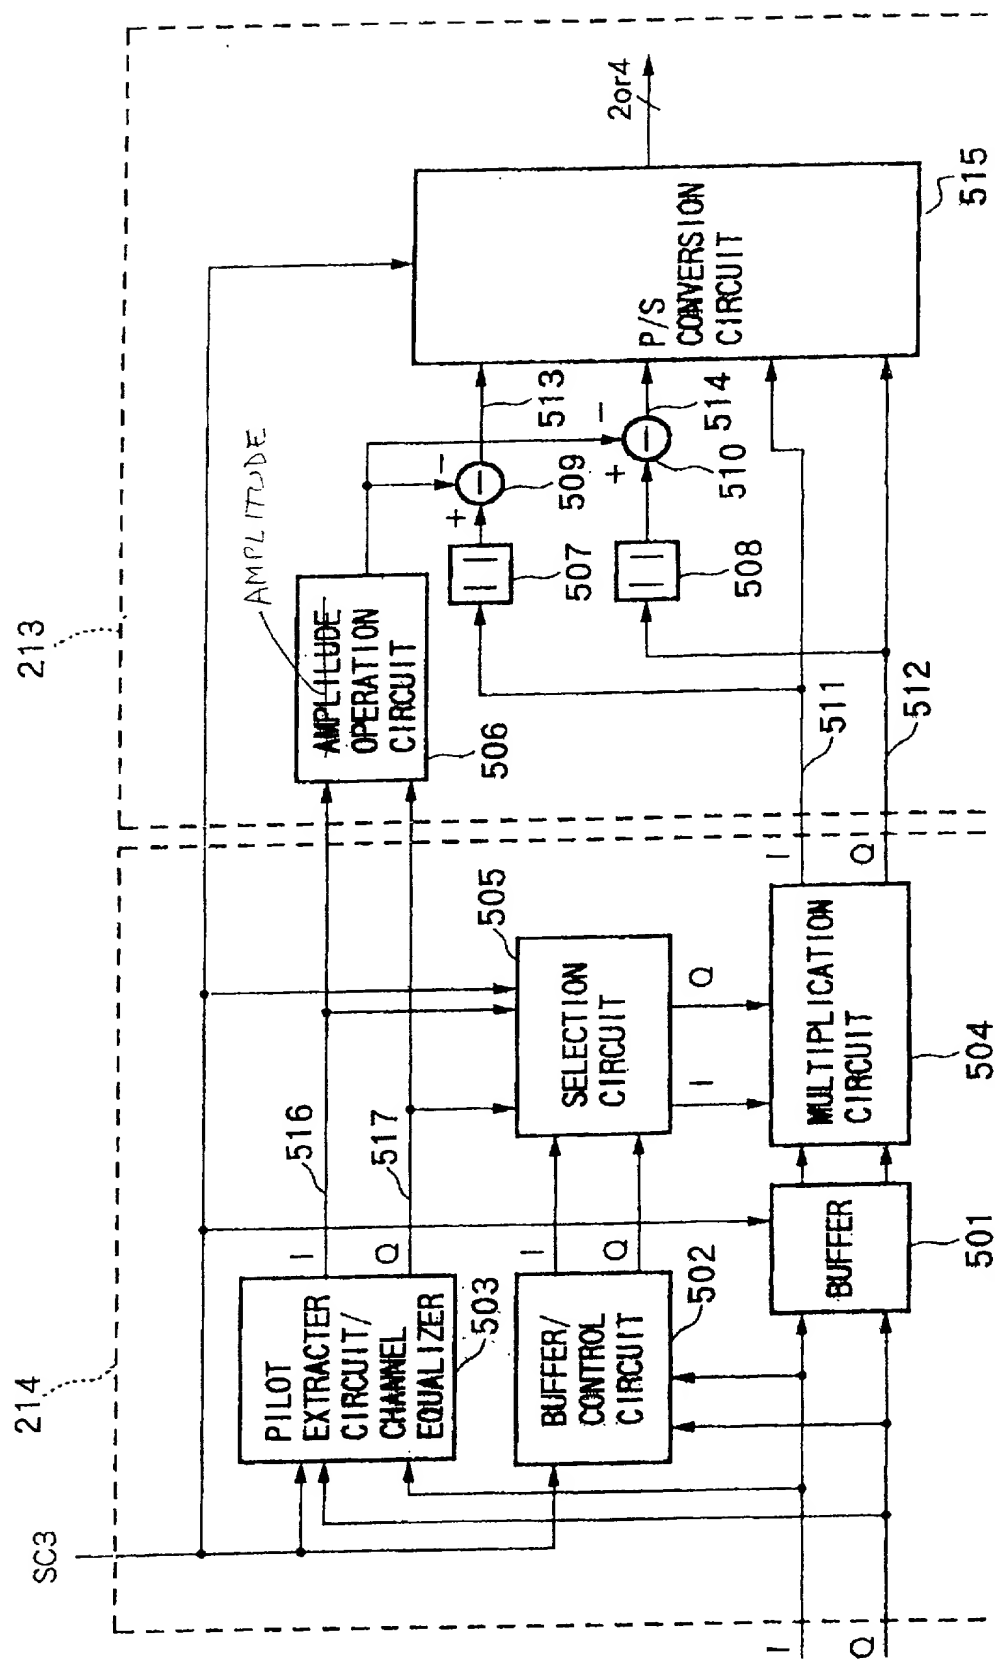 214
213
SC3
AMPLITUDE
PILOT
EXTRACTER
CIRCUIT/
CHANNEL
EQUALIZER
503
I
516
Q
517
AMPLILUDE
OPERATION
CIRCUIT
506
BUFFER/
CONTROL
CIRCUIT
502
I
Q
SELECTION
CIRCUIT
505
I
Q
+
-
-
509
513
| |
507
+
-
-
510
514
| |
508
P/S
CONVERSION
CIRCUIT
515
2or4
I
Q
BUFFER
501
MULTIPLICATION
CIRCUIT
504
I
Q
511
512